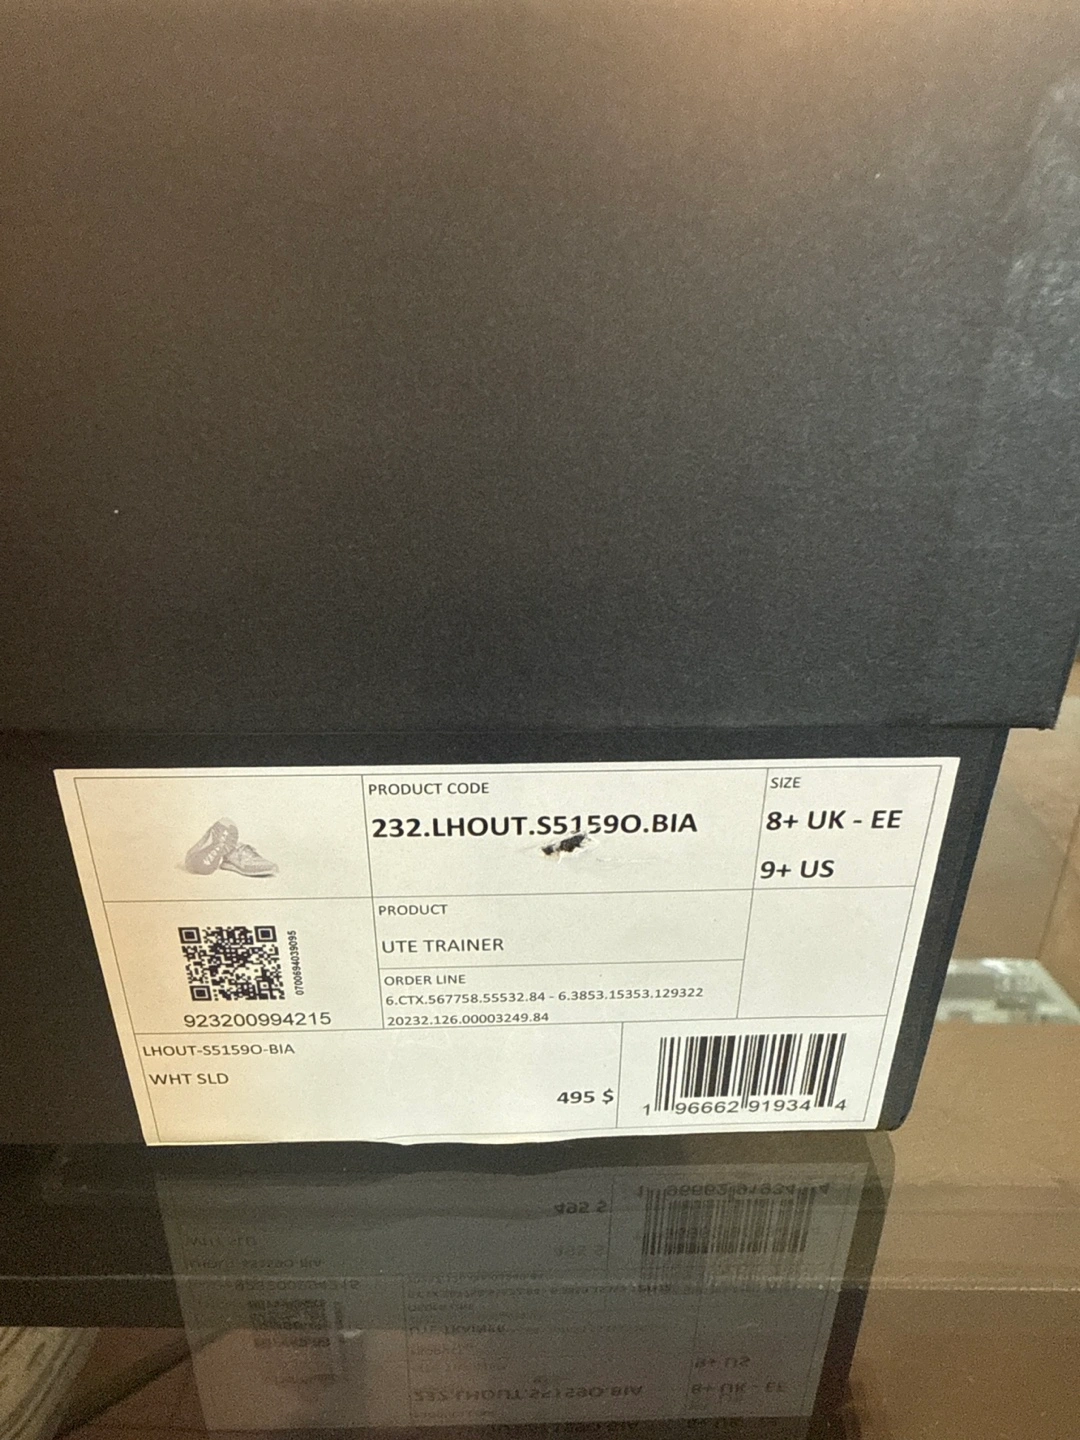 PRODUCT CODE
232.LHOUT.S5159O.BIA
SIZE
8+ UK - EE
9+ US
PRODUCT
UTE TRAINER
ORDER LINE
6.CTX.567758.55532.84 - 6.3853.15353.129322
20232.126.00003249.84
0700694039095
923200994215
LHOUT-S5159O-BIA
WHT SLD
495 $
1 96662 91934 4